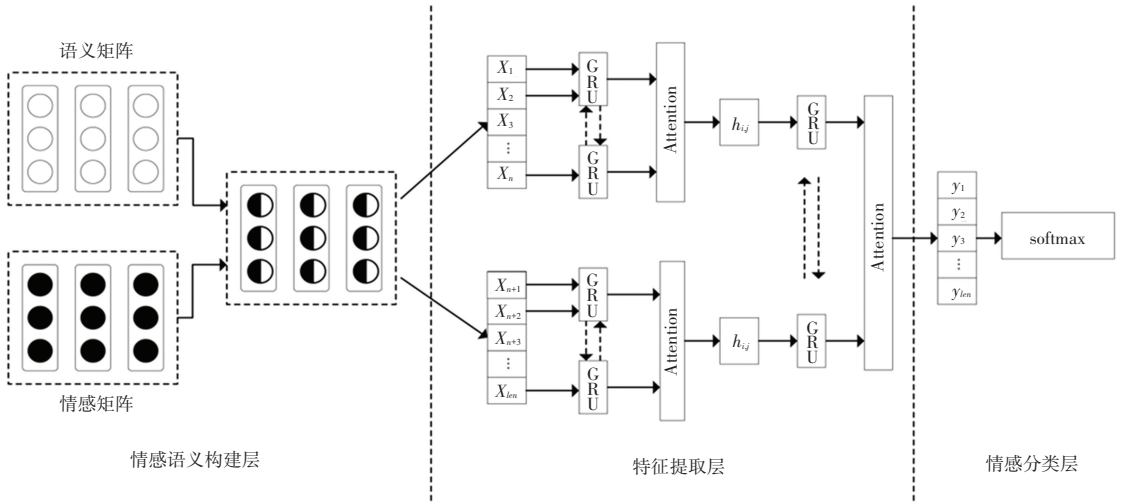 语义矩阵
情感矩阵
情感语义构建层
X1
X2
X3
⋮
Xn
GRU
GRU
Attention
hi,j
GRU
Xn+1
Xn+2
Xn+3
⋮
Xlen
GRU
GRU
Attention
hi,j
GRU
Attention
特征提取层
y1
y2
y3
⋮
ylen
softmax
情感分类层